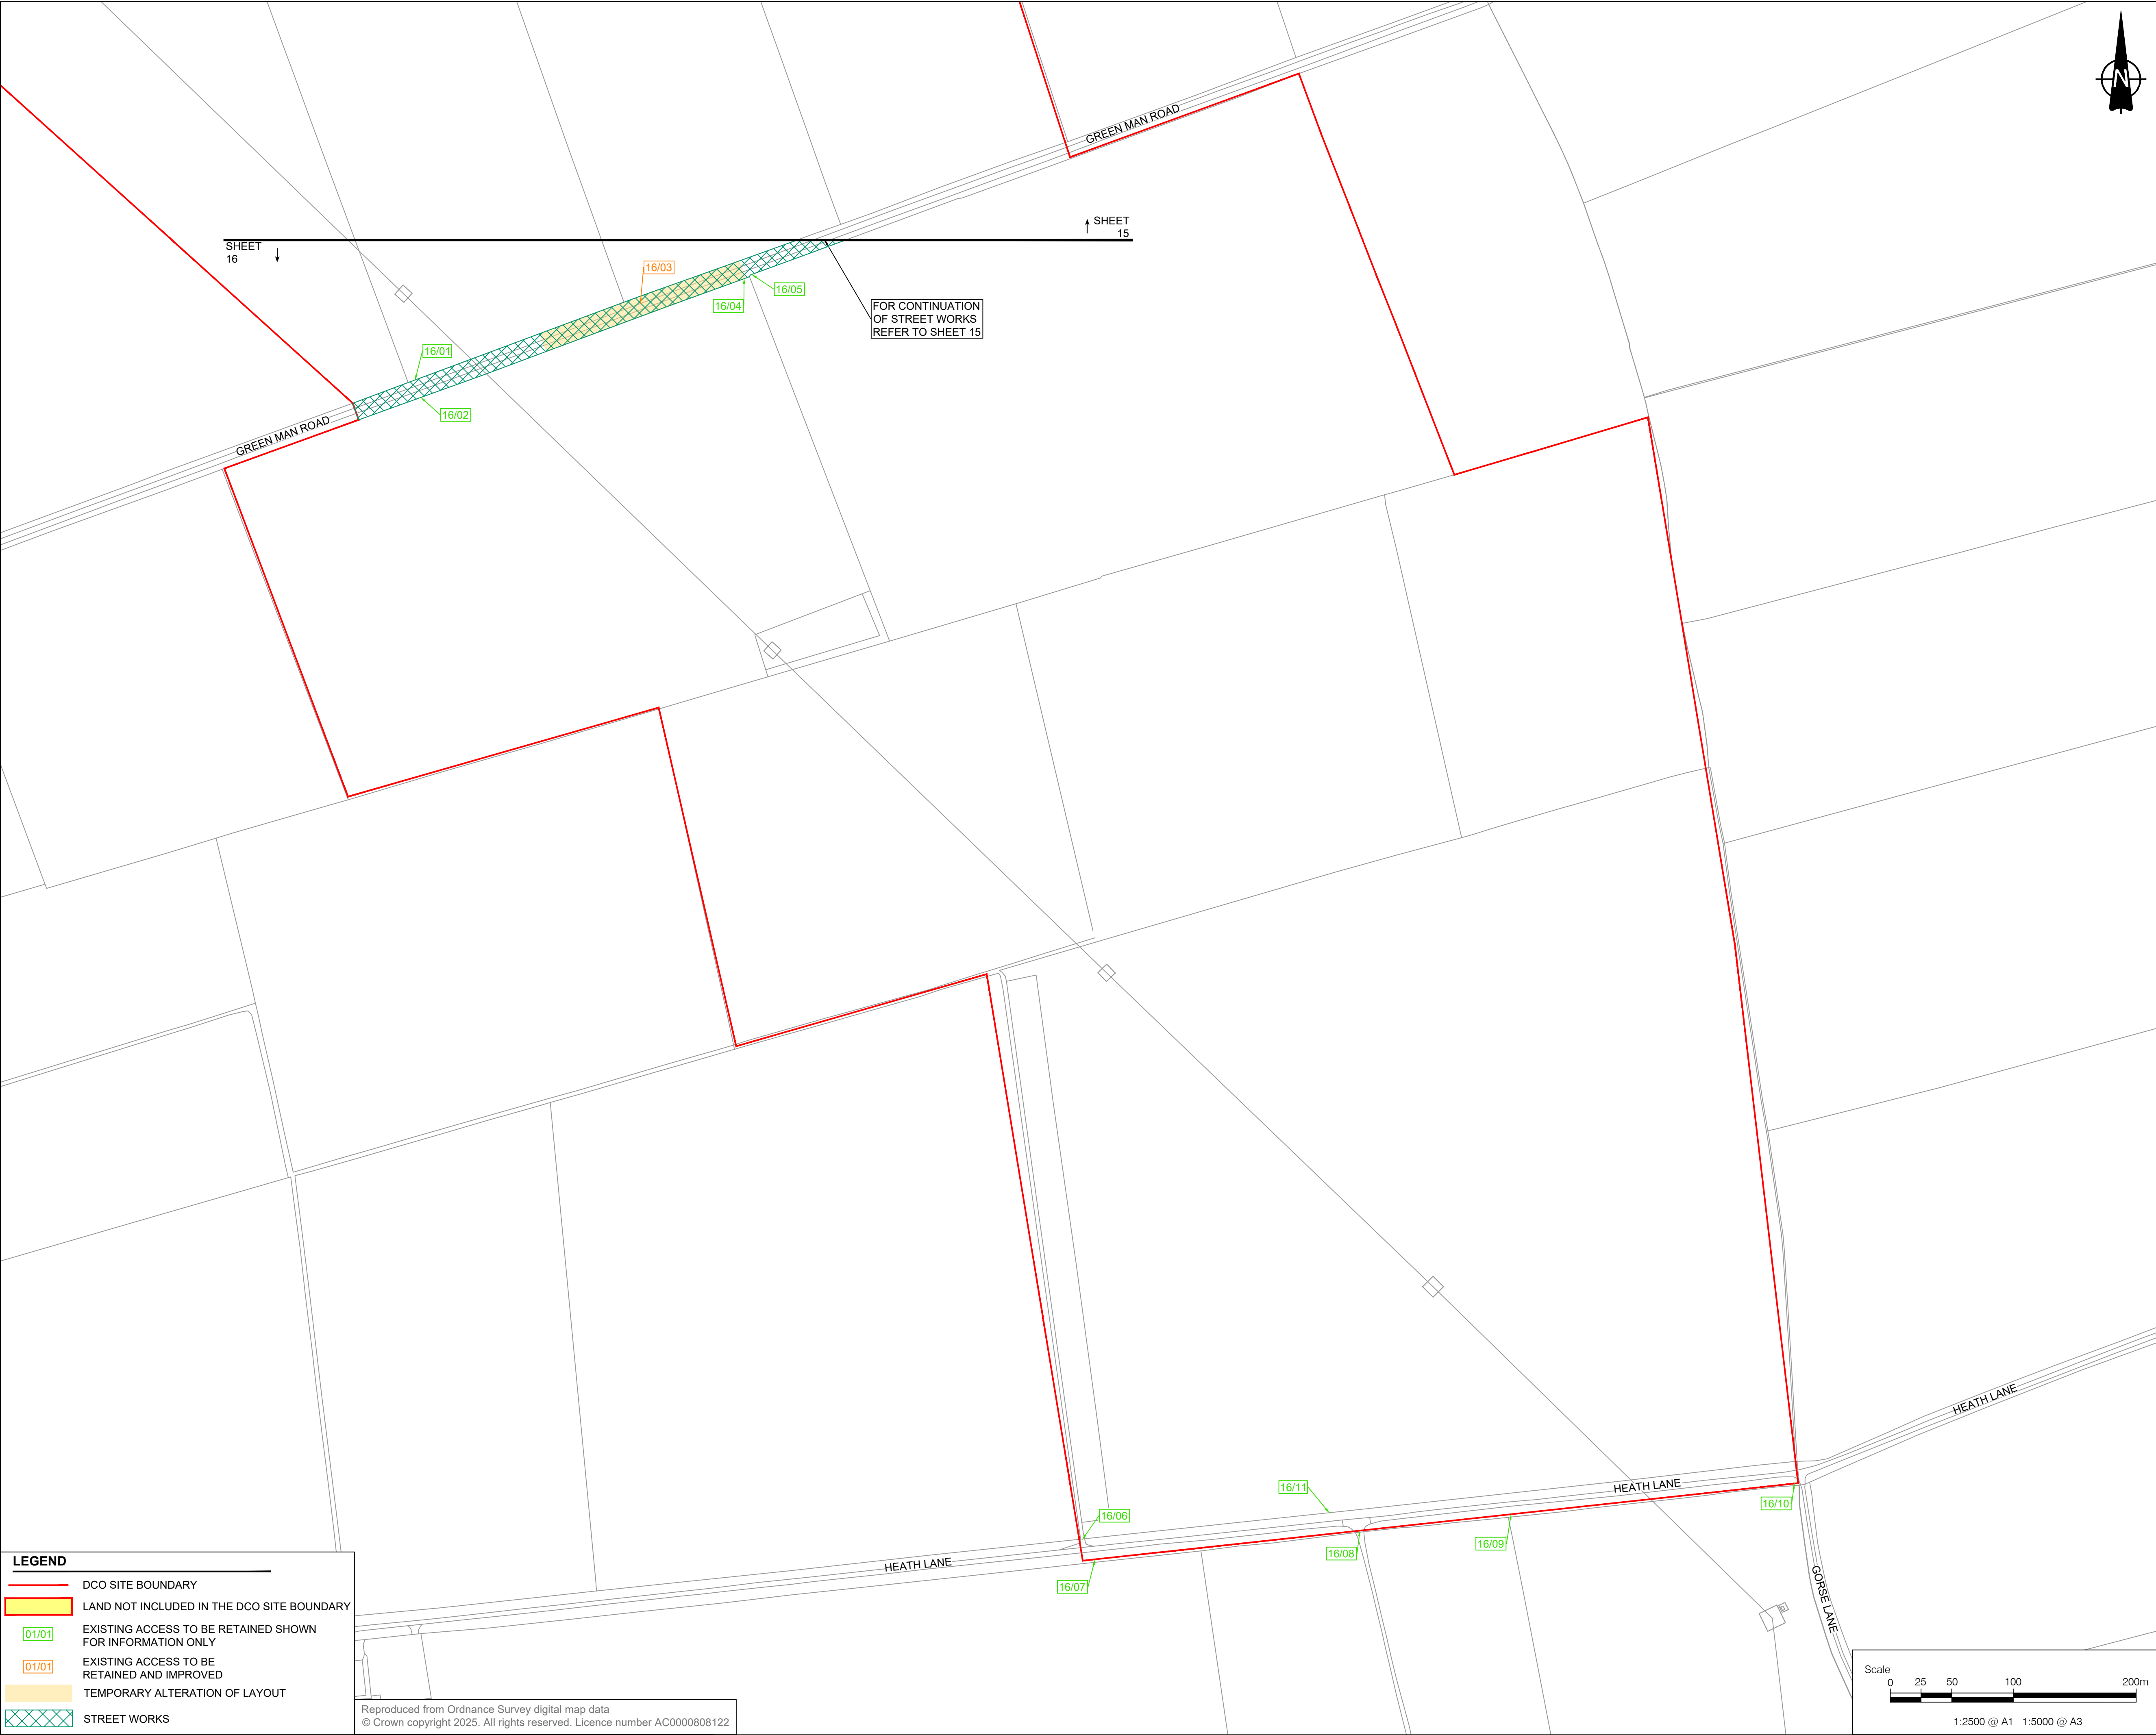 N
GREEN MAN ROAD
SHEET
15
SHEET
16
16/03
16/05
16/04
FOR CONTINUATION
OF STREET WORKS
REFER TO SHEET 15
16/01
16/02
GREEN MAN ROAD
HEATH LANE
16/11
HEATH LANE
16/10
16/06
16/09
16/08
HEATH LANE
16/07
GORSE LANE
LEGEND
DCO SITE BOUNDARY
LAND NOT INCLUDED IN THE DCO SITE BOUNDARY
01/01
EXISTING ACCESS TO BE RETAINED SHOWN
FOR INFORMATION ONLY
01/01
EXISTING ACCESS TO BE
RETAINED AND IMPROVED
TEMPORARY ALTERATION OF LAYOUT
STREET WORKS
Reproduced from Ordnance Survey digital map data
© Crown copyright 2025. All rights reserved. Licence number AC0000808122
Scale
0 25 50 100 200m
1:2500 @ A1 1:5000 @ A3